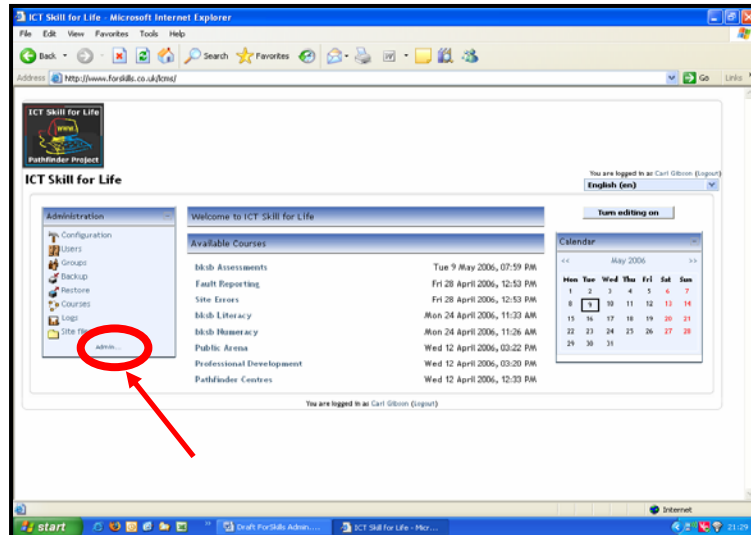 ICT Skill for Life - Microsoft Internet Explorer
File Edit View Favorites Tools Help
Back Search Favorites
Address http://www.forskills.co.uk/lcms/ Go Links
ICT Skill for Life
www.
Pathfinder Project
ICT Skill for Life
You are logged in as Carl Gibson (Logout)
English (en)
Turn editing on
Administration
Configuration
Users
Groups
Backup
Restore
Courses
Logs
Site files
Admin...
Welcome to ICT Skill for Life
Available Courses
bksb Assessments Tue 9 May 2006, 07:59 PM
Fault Reporting Fri 28 April 2006, 12:53 PM
Site Errors Fri 28 April 2006, 12:53 PM
bksb Literacy Mon 24 April 2006, 11:33 AM
bksb Numeracy Mon 24 April 2006, 11:26 AM
Public Arena Wed 12 April 2006, 03:22 PM
Professional Development Wed 12 April 2006, 03:20 PM
Pathfinder Centres Wed 12 April 2006, 12:33 PM
Calendar
<< May 2006 >>
Mon Tue Wed Thu Fri Sat Sun
1 2 3 4 5 6 7
8 9 10 11 12 13 14
15 16 17 18 19 20 21
22 23 24 25 26 27 28
29 30 31
You are logged in as Carl Gibson (Logout)
Internet
start Draft ForSkills Admin.... ICT Skill for Life - Micr... 21:29